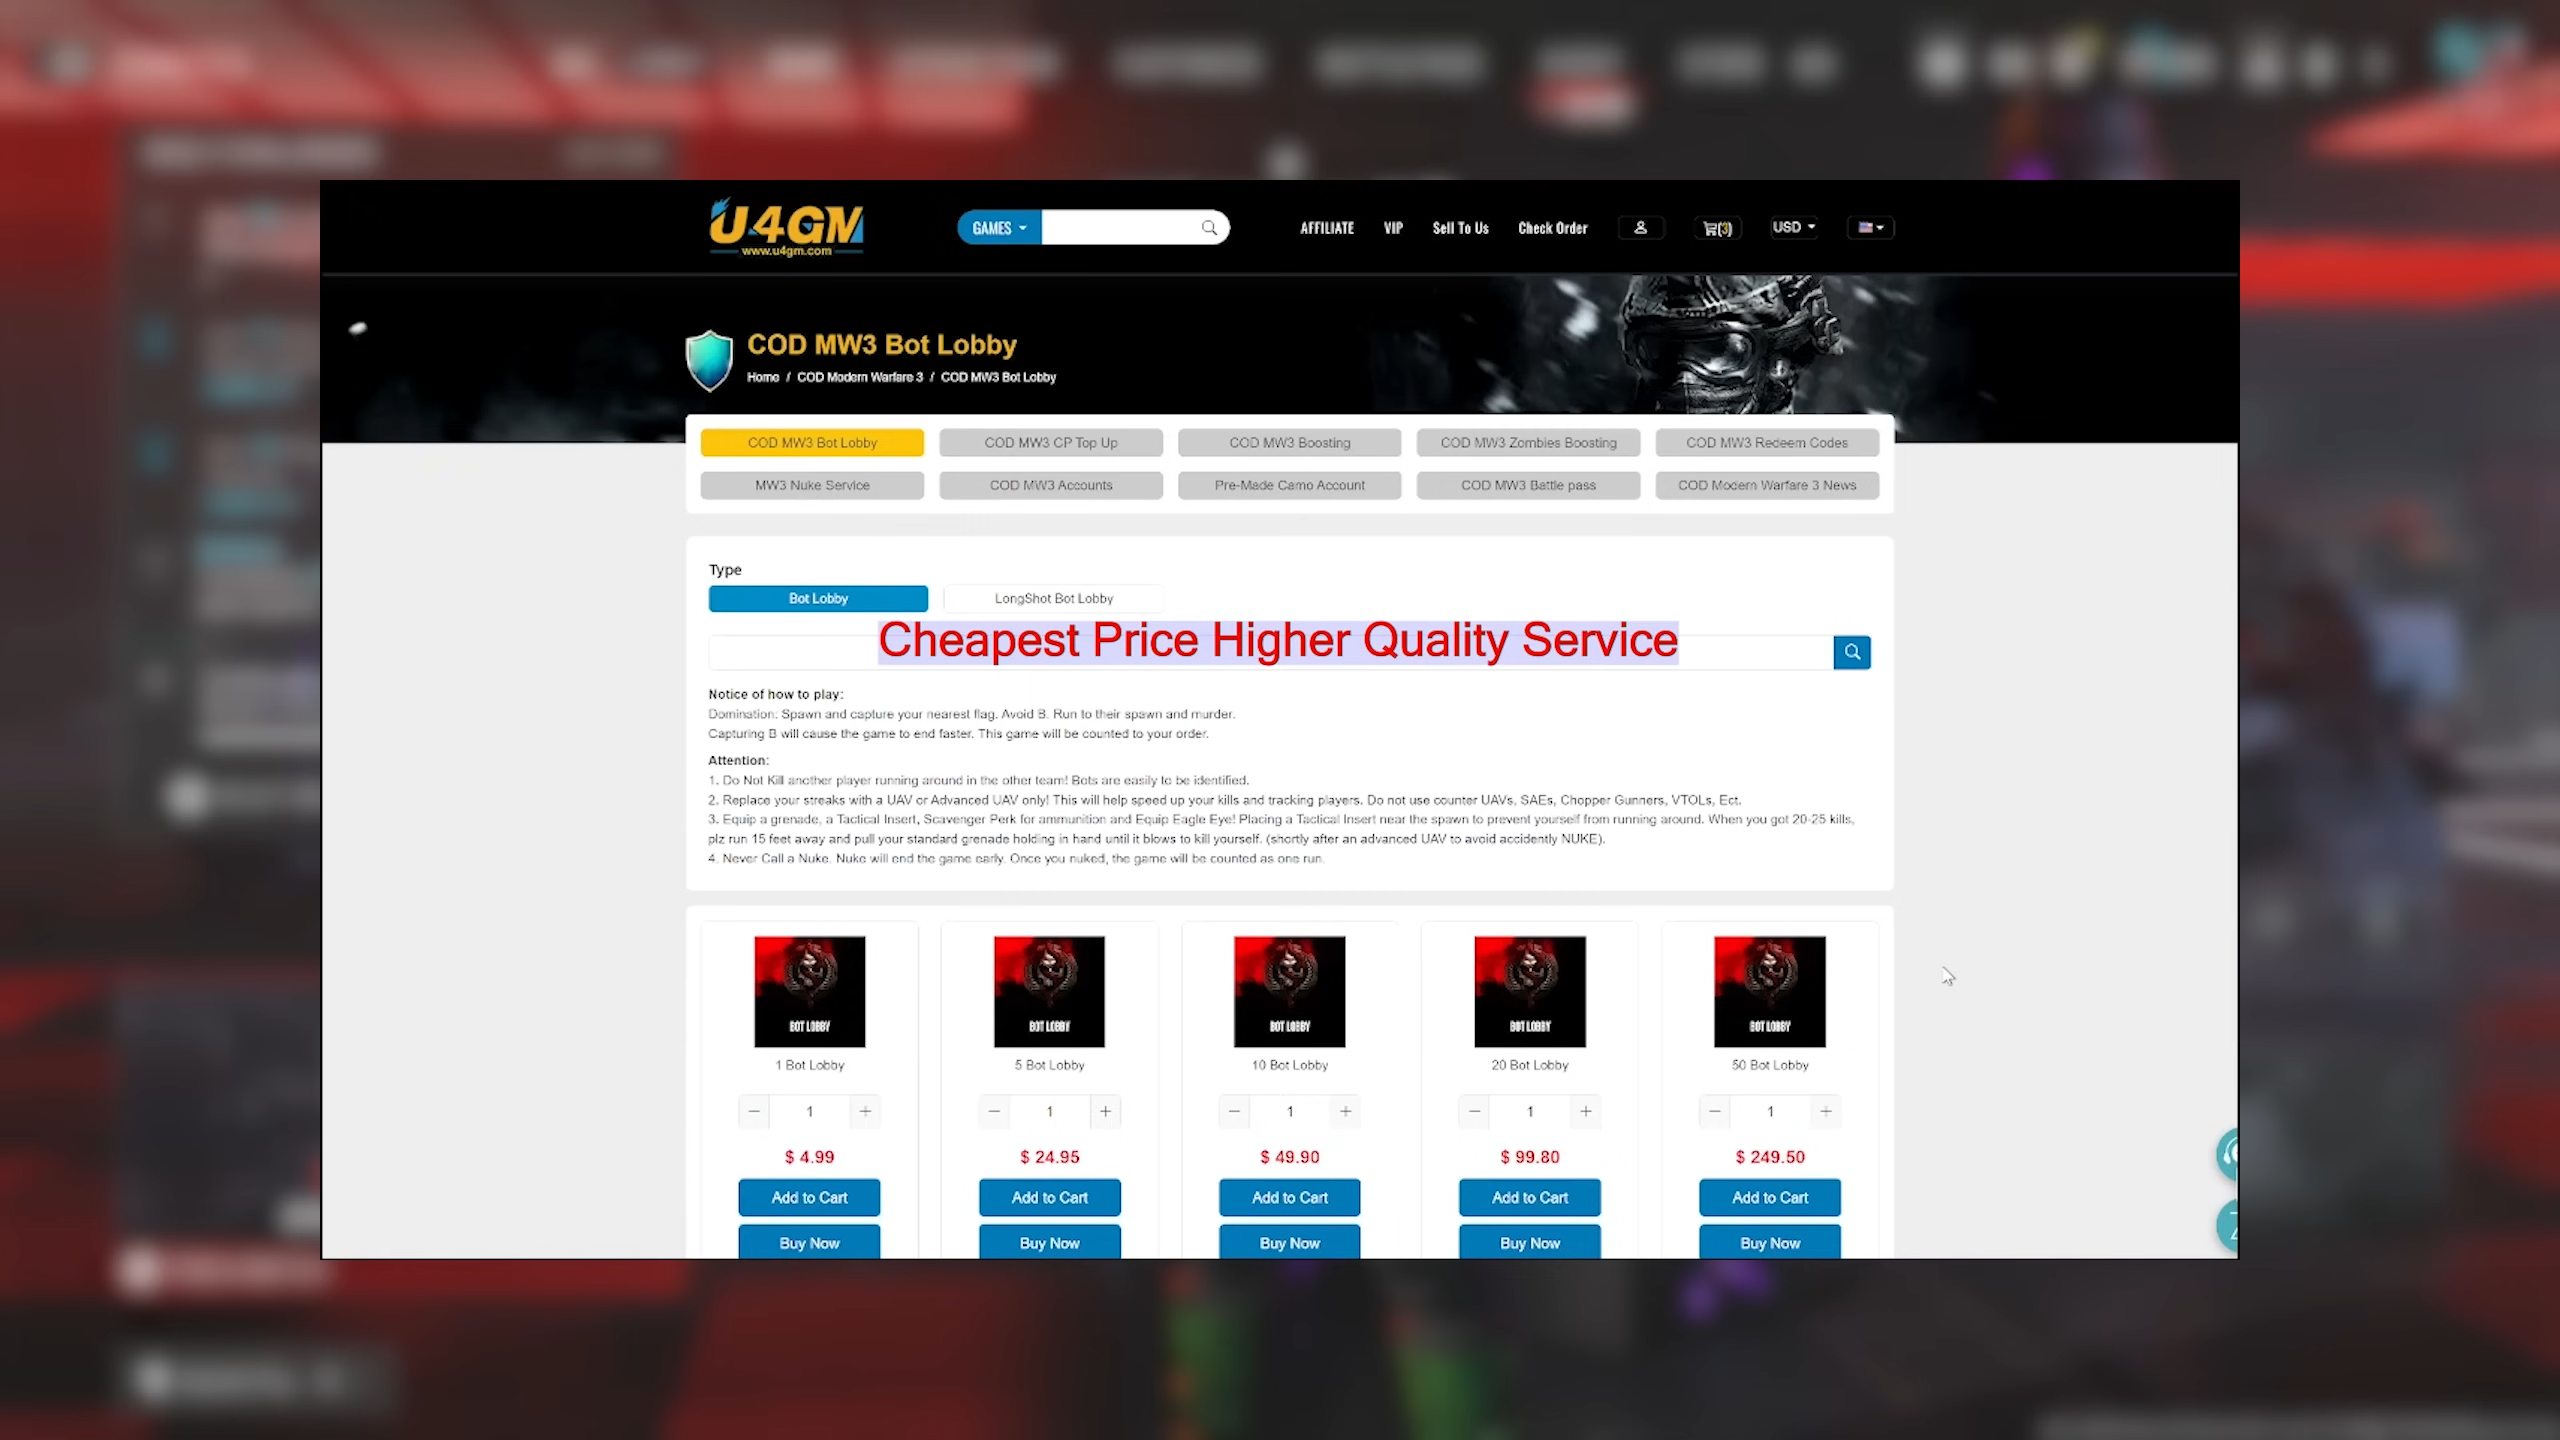 U4GM
www.u4gm.com
GAMES
AFFILIATE
VIP
Sell To Us
Check Order
(3)
USD
COD MW3 Bot Lobby
Home / COD Modern Warfare 3 / COD MW3 Bot Lobby
COD MW3 Bot Lobby
COD MW3 CP Top Up
COD MW3 Boosting
COD MW3 Zombies Boosting
COD MW3 Redeem Codes
MW3 Nuke Service
COD MW3 Accounts
Pre-Made Camo Account
COD MW3 Battle pass
COD Modern Warfare 3 News
Type
Bot Lobby
LongShot Bot Lobby
Cheapest Price Higher Quality Service
Notice of how to play:
Domination: Spawn and capture your nearest flag. Avoid B. Run to their spawn and murder.
Capturing B will cause the game to end faster. This game will be counted to your order.
Attention:
1. Do Not Kill another player running around in the other team! Bots are easily to be identified.
2. Replace your streaks with a UAV or Advanced UAV only! This will help speed up your kills and tracking players. Do not use counter UAVs, SAEs, Chopper Gunners, VTOLs, Ect.
3. Equip a grenade, a Tactical Insert, Scavenger Perk for ammunition and Equip Eagle Eye! Placing a Tactical Insert near the spawn to prevent yourself from running around. When you got 20-25 kills,
plz run 15 feet away and pull your standard grenade holding in hand until it blows to kill yourself. (shortly after an advanced UAV to avoid accidently NUKE).
4. Never Call a Nuke. Nuke will end the game early. Once you nuked, the game will be counted as one run.
BOT LOBBY
BOT LOBBY
BOT LOBBY
BOT LOBBY
BOT LOBBY
1 Bot Lobby
5 Bot Lobby
10 Bot Lobby
20 Bot Lobby
50 Bot Lobby
− 1 +
− 1 +
− 1 +
− 1 +
− 1 +
$ 4.99
$ 24.95
$ 49.90
$ 99.80
$ 249.50
Add to Cart
Add to Cart
Add to Cart
Add to Cart
Add to Cart
Buy Now
Buy Now
Buy Now
Buy Now
Buy Now